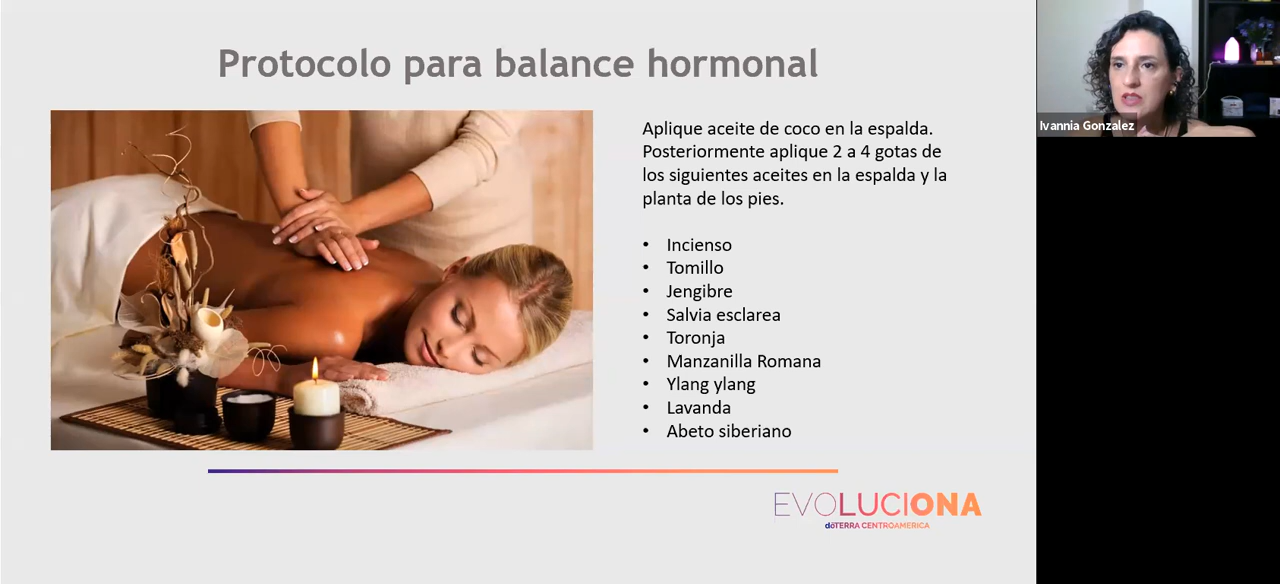 Protocolo para balance hormonal
Aplique aceite de coco en la espalda.
Posteriormente aplique 2 a 4 gotas de
los siguientes aceites en la espalda y la
planta de los pies.
• Incienso
• Tomillo
• Jengibre
• Salvia esclarea
• Toronja
• Manzanilla Romana
• Ylang ylang
• Lavanda
• Abeto siberiano
EVOLUCIONA
dōTERRA CENTROAMERICA
Ivannia Gonzalez